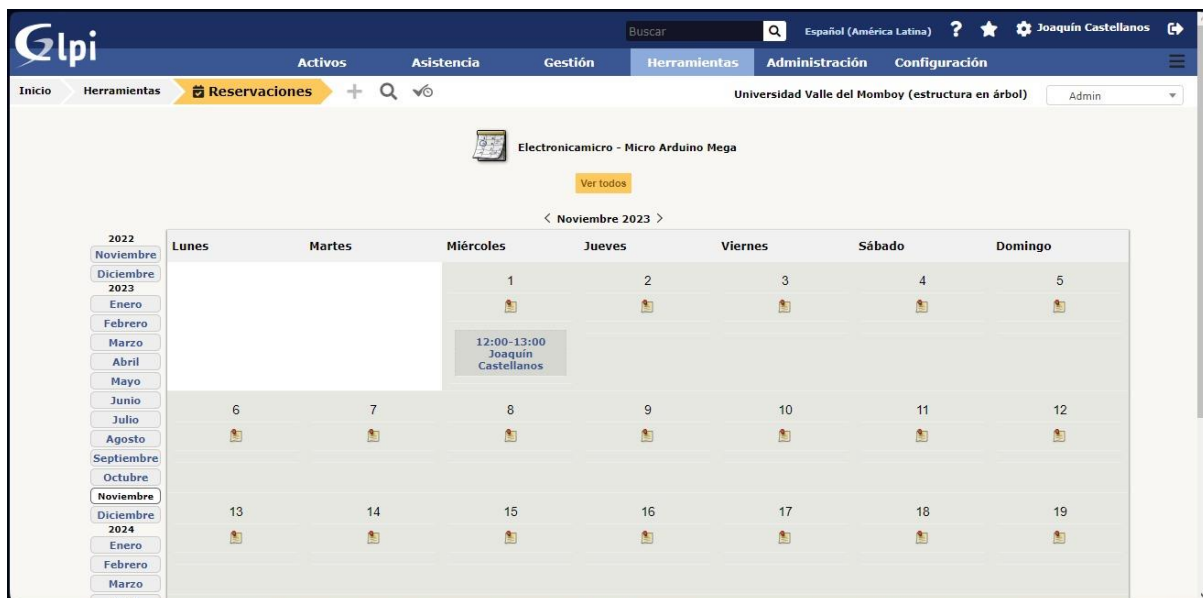 Glpi
Buscar Español (América Latina) ? Joaquín Castellanos
Activos Asistencia Gestión Herramientas Administración Configuración
Inicio Herramientas Reservaciones Universidad Valle del Momboy (estructura en árbol) Admin
Electronicamicro - Micro Arduino Mega
Ver todos
< Noviembre 2023 >
2022
Noviembre
Diciembre
2023
Enero
Febrero
Marzo
Abril
Mayo
Junio
Julio
Agosto
Septiembre
Octubre
Noviembre
Diciembre
2024
Enero
Febrero
Marzo
Lunes Martes Miércoles Jueves Viernes Sábado Domingo
1 2 3 4 5
12:00-13:00
Joaquín
Castellanos
6 7 8 9 10 11 12
13 14 15 16 17 18 19